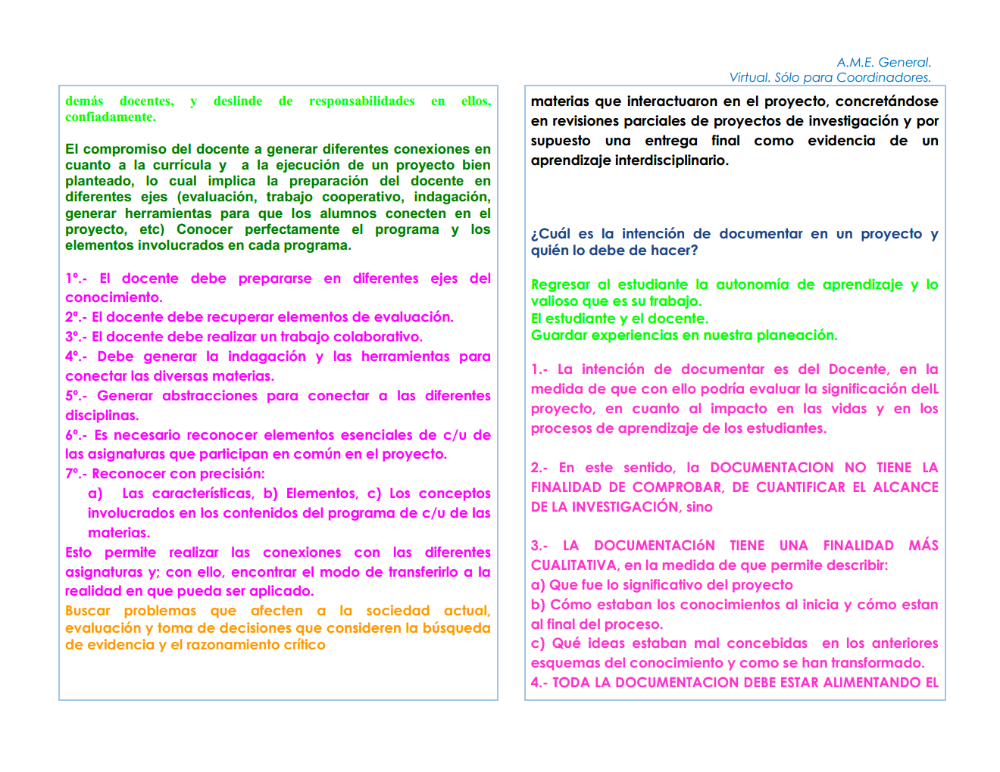 A.M.E. General.
Virtual. Sólo para Coordinadores.
demás docentes, y deslinde de responsabilidades en ellos,
confiadamente.
El compromiso del docente a generar diferentes conexiones en
cuanto a la currícula y a la ejecución de un proyecto bien
planteado, lo cual implica la preparación del docente en
diferentes ejes (evaluación, trabajo cooperativo, indagación,
generar herramientas para que los alumnos conecten en el
proyecto, etc) Conocer perfectamente el programa y los
elementos involucrados en cada programa.
1º.- El docente debe prepararse en diferentes ejes del
conocimiento.
2ª.- El docente debe recuperar elementos de evaluación.
3º.- El docente debe realizar un trabajo colaborativo.
4º.- Debe generar la indagación y las herramientas para
conectar las diversas materias.
5º.- Generar abstracciones para conectar a las diferentes
disciplinas.
6º.- Es necesario reconocer elementos esenciales de c/u de
las asignaturas que participan en común en el proyecto.
7º.- Reconocer con precisión:
a) Las características, b) Elementos, c) Los conceptos
involucrados en los contenidos del programa de c/u de las
materias.
Esto permite realizar las conexiones con las diferentes
asignaturas y; con ello, encontrar el modo de transferirlo a la
realidad en que pueda ser aplicado.
Buscar problemas que afecten a la sociedad actual,
evaluación y toma de decisiones que consideren la búsqueda
de evidencia y el razonamiento crítico
materias que interactuaron en el proyecto, concretándose
en revisiones parciales de proyectos de investigación y por
supuesto una entrega final como evidencia de un
aprendizaje interdisciplinario.
¿Cuál es la intención de documentar en un proyecto y
quién lo debe de hacer?
Regresar al estudiante la autonomía de aprendizaje y lo
valioso que es su trabajo.
El estudiante y el docente.
Guardar experiencias en nuestra planeación.
1.- La intención de documentar es del Docente, en la
medida de que con ello podría evaluar la significación delL
proyecto, en cuanto al impacto en las vidas y en los
procesos de aprendizaje de los estudiantes.
2.- En este sentido, la DOCUMENTACION NO TIENE LA
FINALIDAD DE COMPROBAR, DE CUANTIFICAR EL ALCANCE
DE LA INVESTIGACIÓN, sino
3.- LA DOCUMENTACIóN TIENE UNA FINALIDAD MÁS
CUALITATIVA, en la medida de que permite describir:
a) Que fue lo significativo del proyecto
b) Cómo estaban los conocimientos al inicia y cómo estan
al final del proceso.
c) Qué ideas estaban mal concebidas en los anteriores
esquemas del conocimiento y como se han transformado.
4.- TODA LA DOCUMENTACION DEBE ESTAR ALIMENTANDO EL